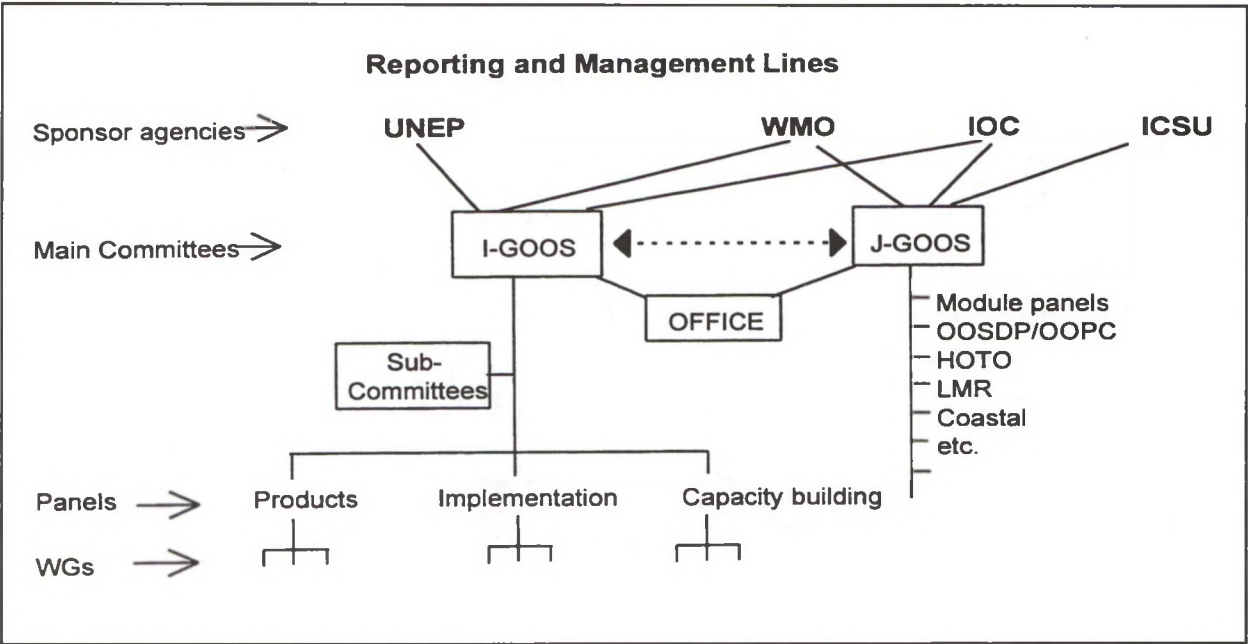 Reporting and Management Lines
Sponsor agencies
UNEP
WMO
IOC
ICSU
Main Committees
I-GOOS
J-GOOS
OFFICE
Module panels
OOSDP/OOPC
HOTO
LMR
Coastal
etc.
Sub-
Committees
Panels
Products
Implementation
Capacity building
WGs